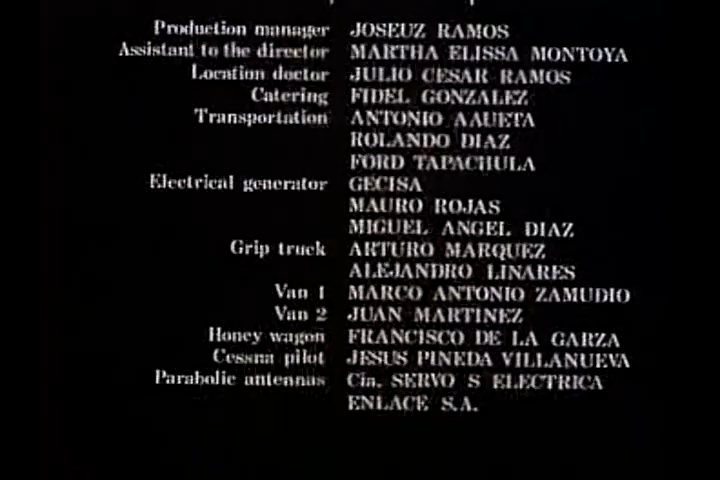 Production manager JOSEUZ RAMOS
Assistant to the director MARTHA ELISSA MONTOYA
Location doctor JULIO CESAR RAMOS
Catering FIDEL GONZALEZ
Transportation ANTONIO AAUETA
ROLANDO DIAZ
FORD TAPACHULA
Electrical generator GECISA
MAURO ROJAS
MIGUEL ANGEL DIAZ
Grip truck ARTURO MARQUEZ
ALEJANDRO LINARES
Van 1 MARCO ANTONIO ZAMUDIO
Van 2 JUAN MARTINEZ
Honey wagon FRANCISCO DE LA GARZA
Cessna pilot JESUS PINEDA VILLANUEVA
Parabolic antennas Cia. SERVO S ELECTRICA
ENLACE S.A.